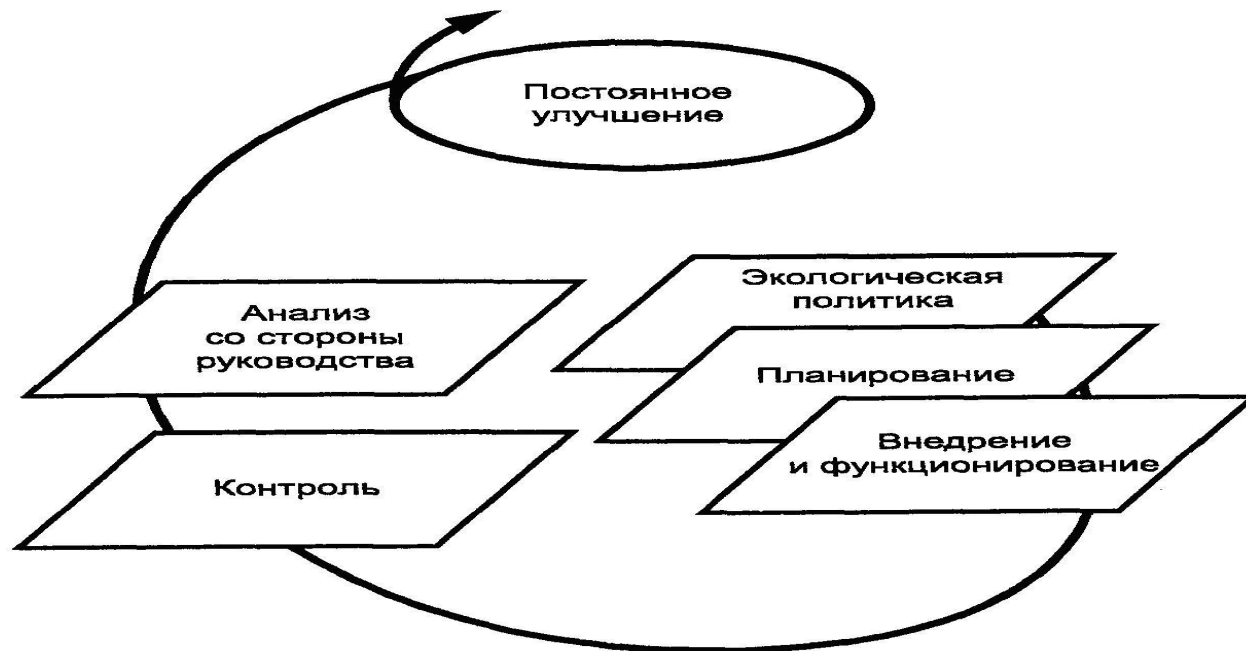 Постоянное
улучшение
Экологическая
политика
Планирование
Внедрение
и функционирование
Анализ
со стороны
руководства
Контроль